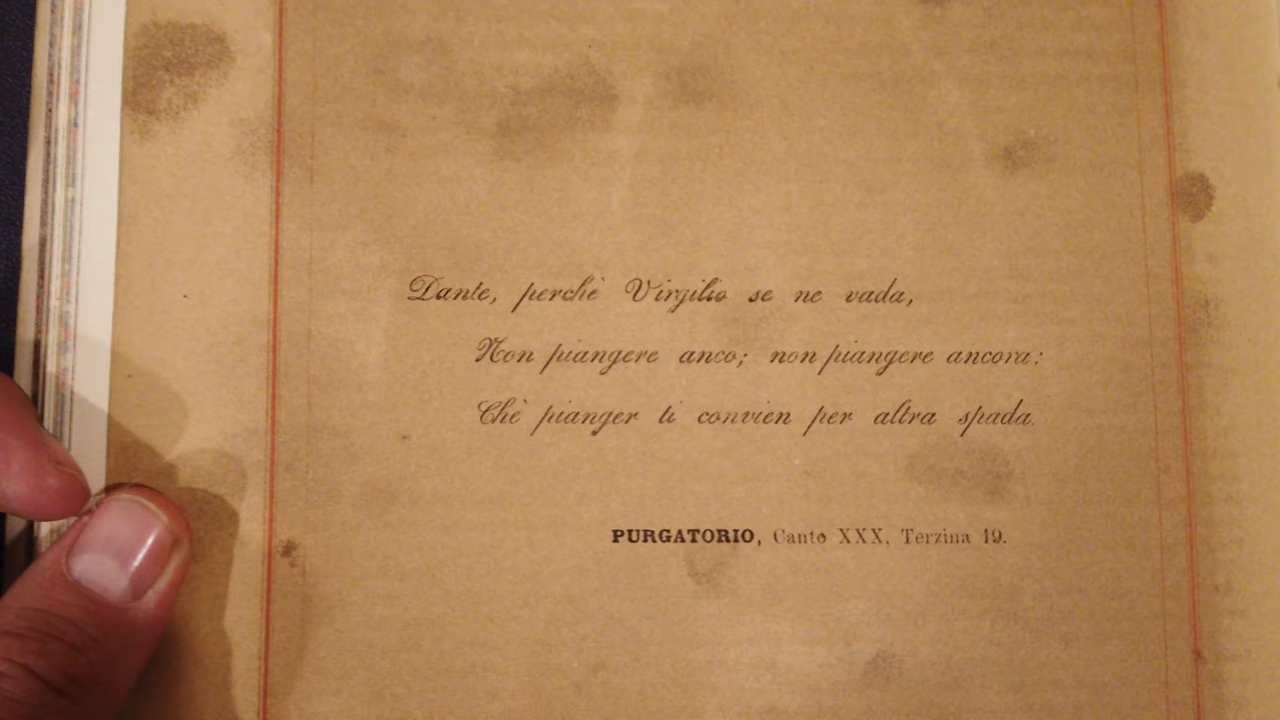 Dante, perchè Virgilio se ne vada,
Non piangere anco; non piangere ancora:
Chè pianger ti convien per altra spada.
PURGATORIO, Canto XXX, Terzina 19.